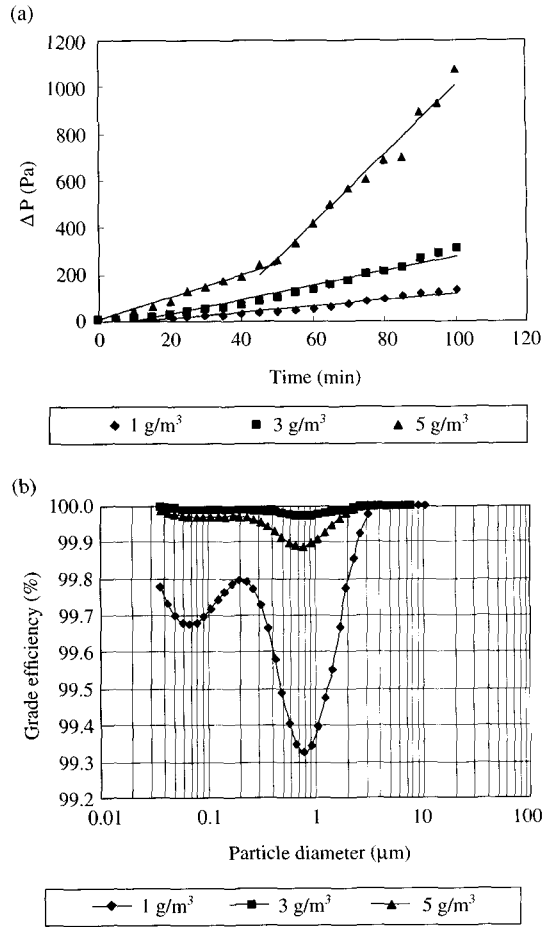 (a)
1200
1000
800
600
400
200
0
ΔP (Pa)
0 20 40 60 80 100 120
Time (min)
1 g/m³ 3 g/m³ 5 g/m³
(b)
100.0
99.9
99.8
99.7
99.6
99.5
99.4
99.3
99.2
Grade efficiency (%)
0.01 0.1 1 10 100
Particle diameter (μm)
1 g/m³ 3 g/m³ 5 g/m³